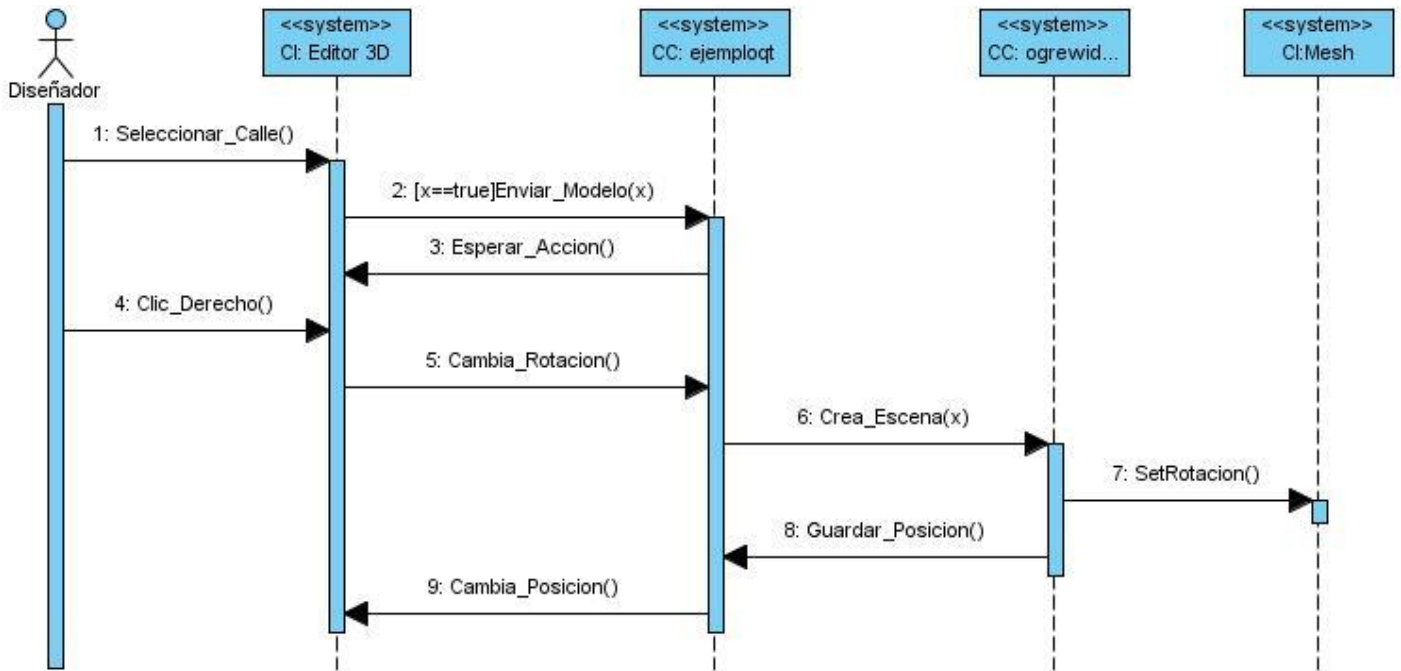 Diseñador
<<system>>
CI: Editor 3D
<<system>>
CC: ejemploqt
<<system>>
CC: ogrewid...
<<system>>
CI:Mesh
1: Seleccionar_Calle()
2: [x==true]Enviar_Modelo(x)
3: Esperar_Accion()
4: Clic_Derecho()
5: Cambia_Rotacion()
6: Crea_Escena(x)
7: SetRotacion()
8: Guardar_Posicion()
9: Cambia_Posicion()